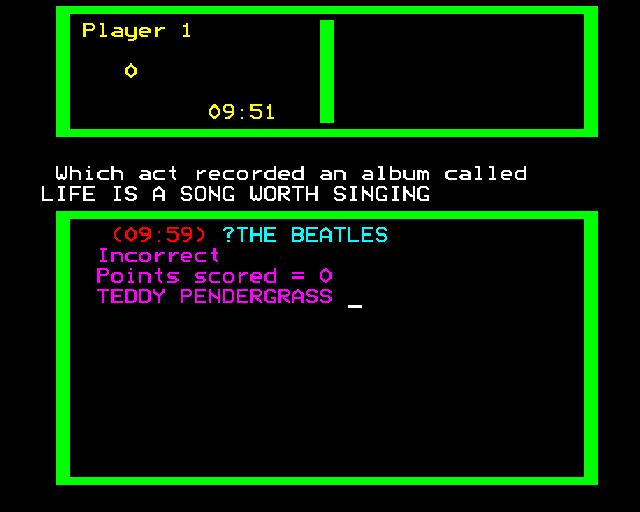 Player 1
0
09:51
Which act recorded an album called
LIFE IS A SONG WORTH SINGING
(09:59) ?THE BEATLES
Incorrect
Points scored = 0
TEDDY PENDERGRASS _